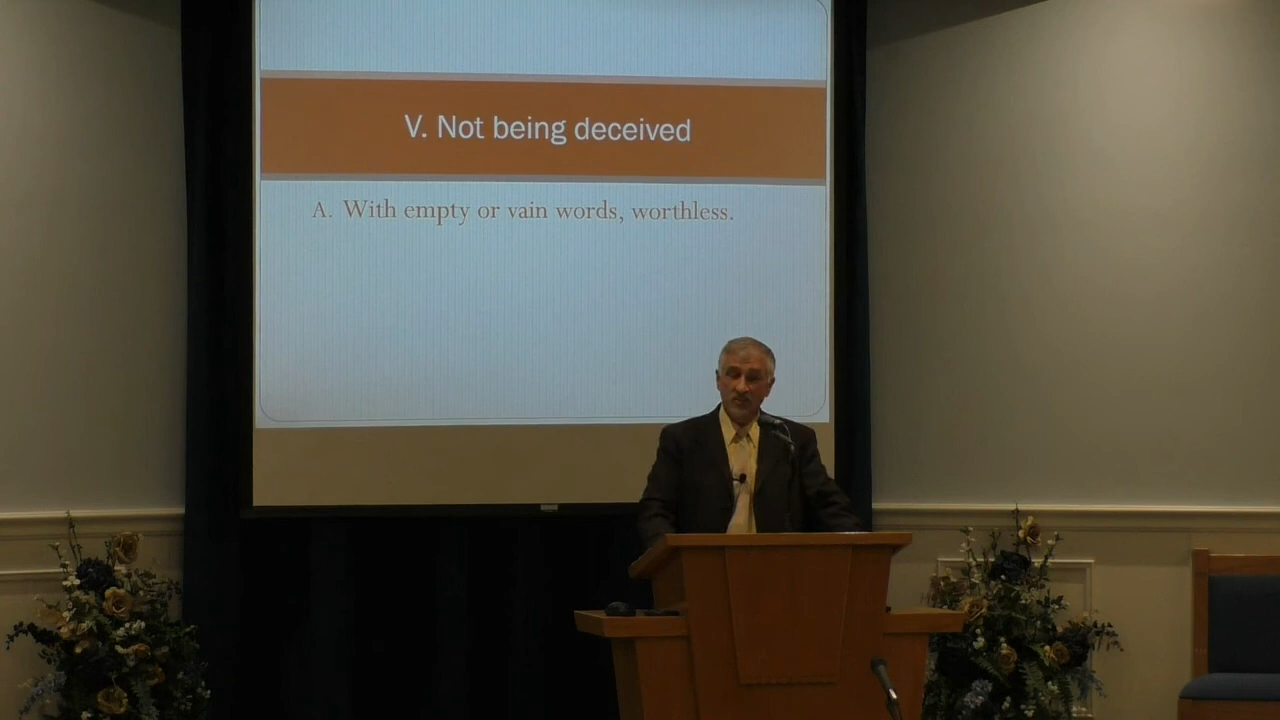 V. Not being deceived
A. With empty or vain words, worthless.